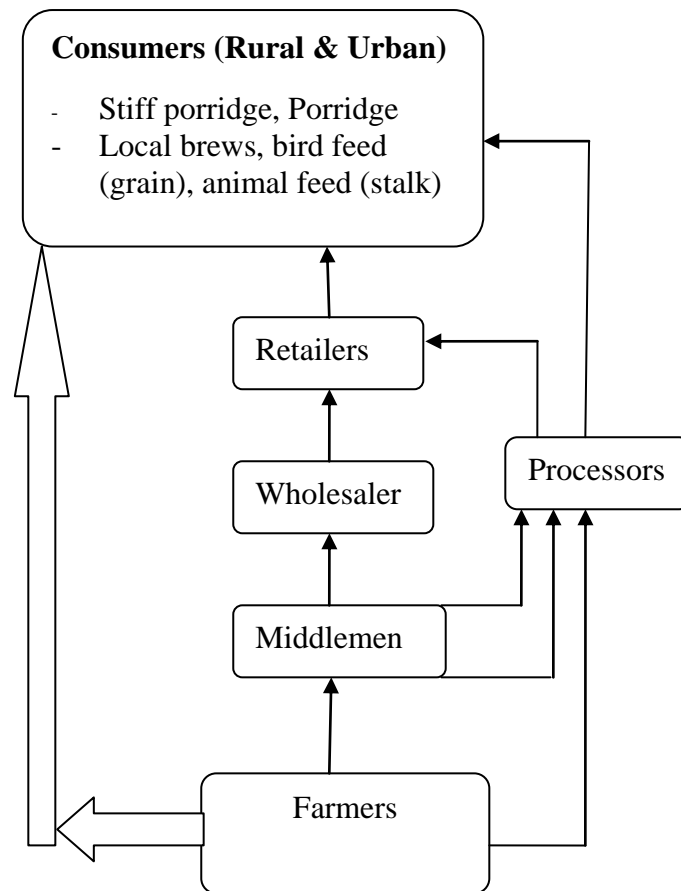 Consumers (Rural & Urban)
- Stiff porridge, Porridge
- Local brews, bird feed
(grain), animal feed (stalk)
Retailers
Processors
Wholesaler
Middlemen
Farmers